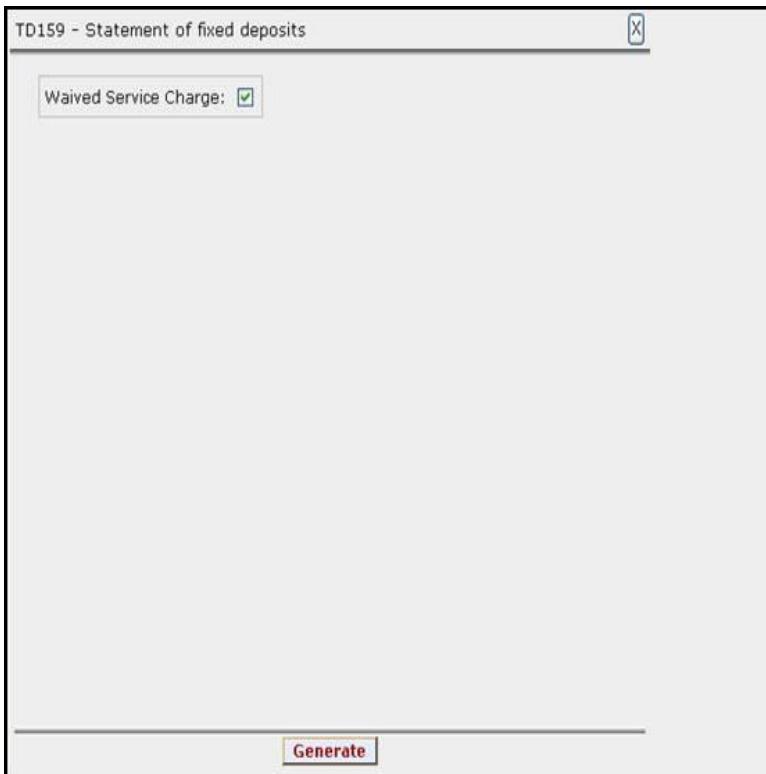 TD159 - Statement of fixed deposits X
Waived Service Charge:
Generate